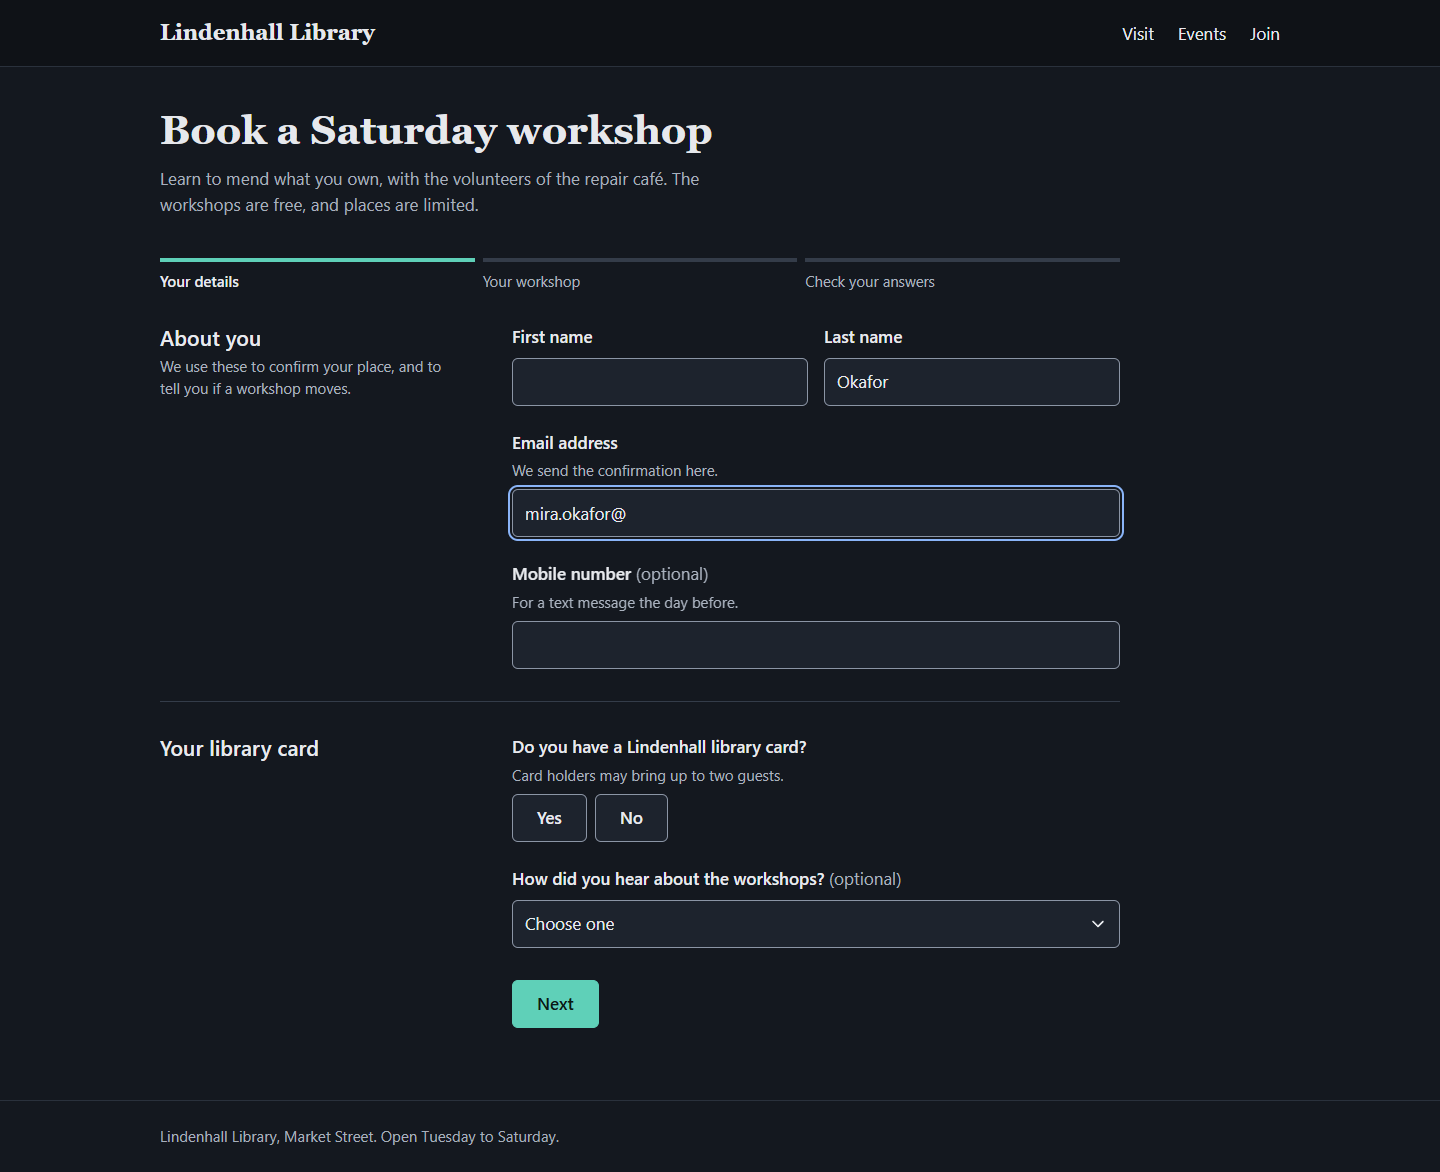 Lindenhall Library
Visit
Events
Join
Book a Saturday workshop
Learn to mend what you own, with the volunteers of the repair café. The
workshops are free, and places are limited.
Your details
Your workshop
Check your answers
About you
We use these to confirm your place, and to
tell you if a workshop moves.
First name
Last name
Okafor
Email address
We send the confirmation here.
mira.okafor@
Mobile number (optional)
For a text message the day before.
Your library card
Do you have a Lindenhall library card?
Card holders may bring up to two guests.
Yes
No
How did you hear about the workshops? (optional)
Choose one
Next
Lindenhall Library, Market Street. Open Tuesday to Saturday.